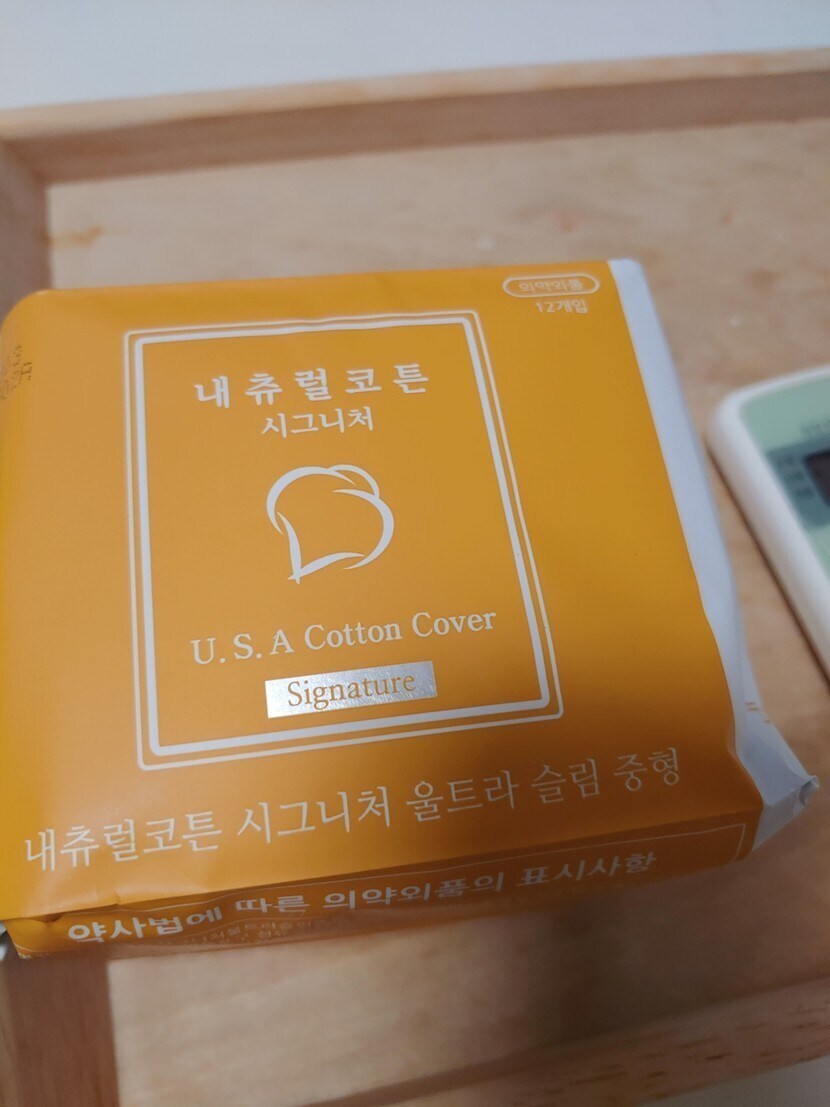 의약외품
12개입
내츄럴코튼
시그니처
U.S.A Cotton Cover
Signature
내츄럴코튼 시그니처 울트라 슬림 중형
약사법에 따른 의약외품의 표시사항